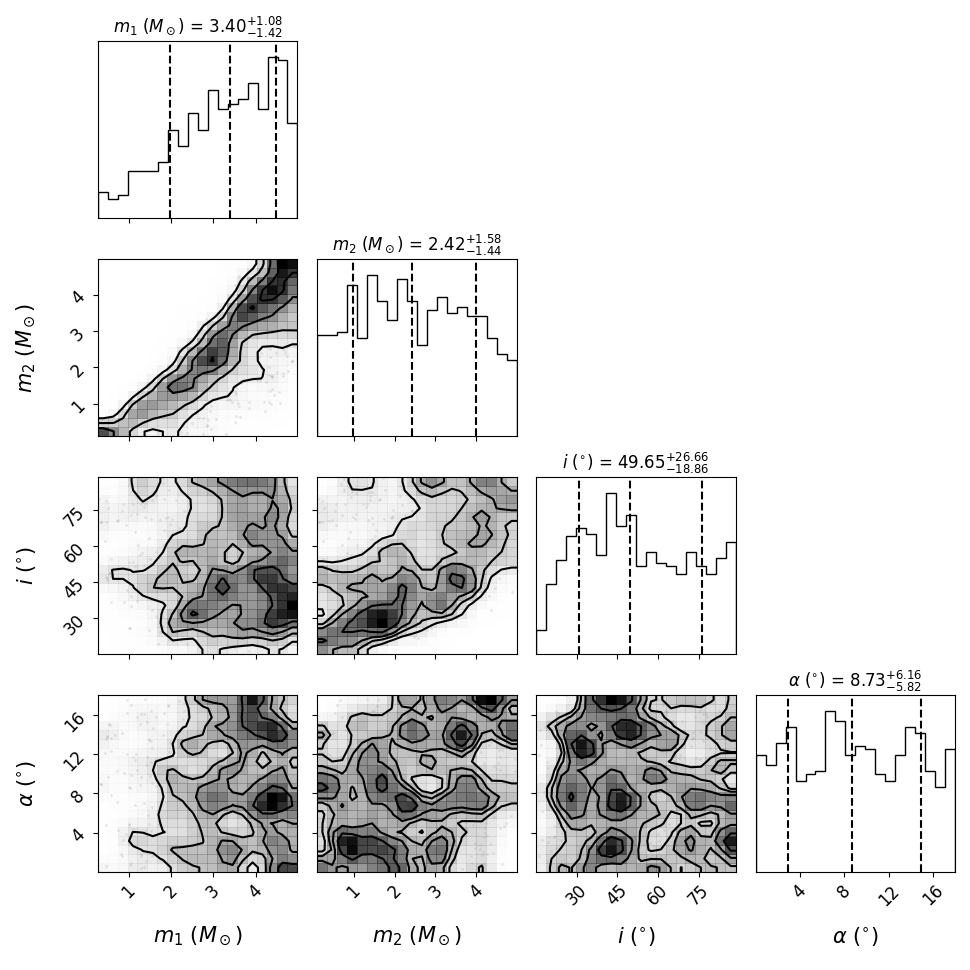 m₁ (M⊙) = 3.40⁺¹·⁰⁸₋₁.₄₂
m₂ (M⊙) = 2.42⁺¹·⁵⁸₋₁.₄₄
4
3
2
1
m₂ (M⊙)
i (°) = 49.65⁺²⁶·⁶⁶₋₁₈.₈₆
75
60
45
30
i (°)
α (°) = 8.73⁺⁶·¹⁶₋₅.₈₂
16
12
8
4
α (°)
1 2 3 4 1 2 3 4 30 45 60 75 4 8 12 16
m₁ (M⊙) m₂ (M⊙) i (°) α (°)